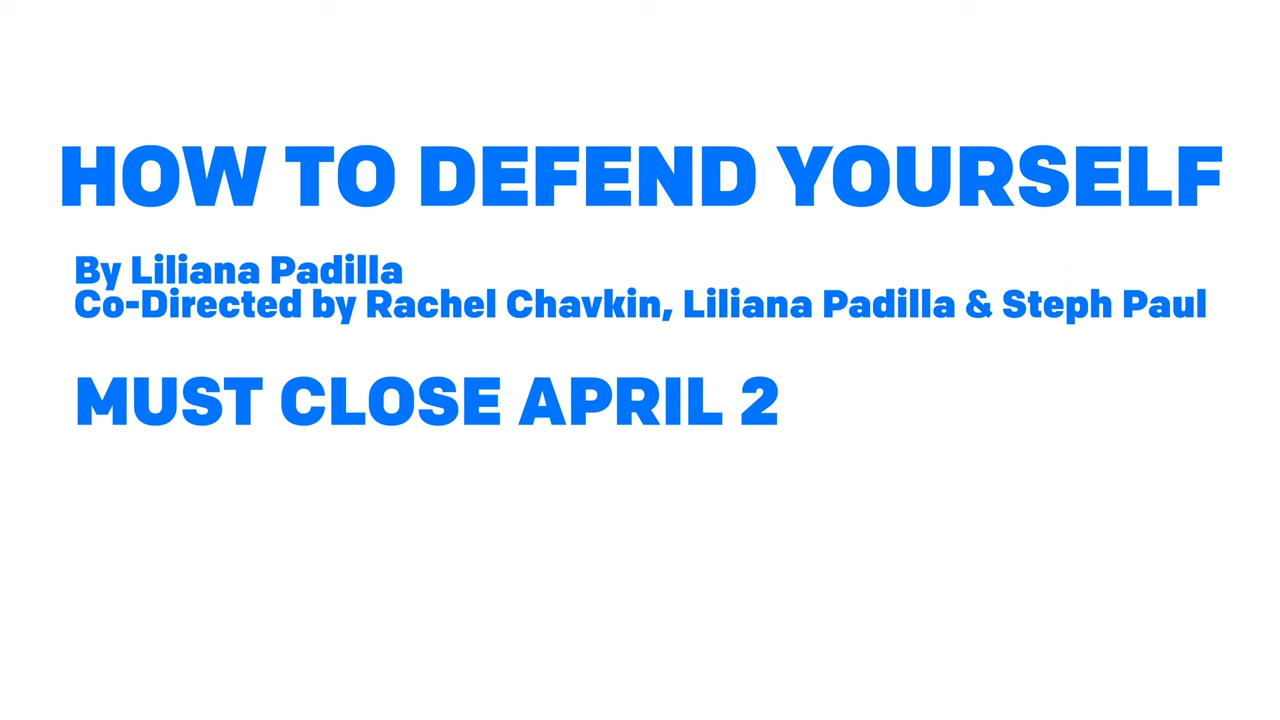 HOW TO DEFEND YOURSELF
By Liliana Padilla
Co-Directed by Rachel Chavkin, Liliana Padilla & Steph Paul
MUST CLOSE APRIL 2